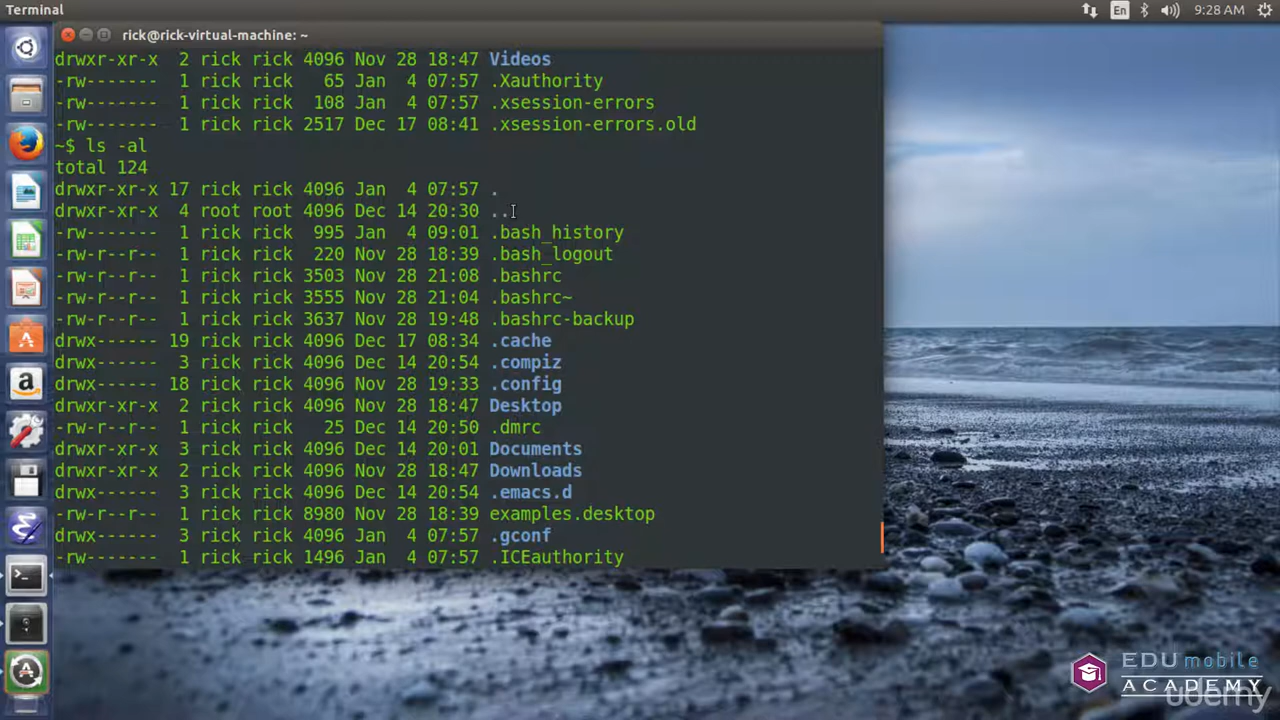 Terminal
En
9:28 AM
rick@rick-virtual-machine: ~
drwxr-xr-x 2 rick rick 4096 Nov 28 18:47 Videos
-rw------- 1 rick rick 65 Jan 4 07:57 .Xauthority
-rw------- 1 rick rick 108 Jan 4 07:57 .xsession-errors
-rw------- 1 rick rick 2517 Dec 17 08:41 .xsession-errors.old
~$ ls -al
total 124
drwxr-xr-x 17 rick rick 4096 Jan 4 07:57 .
drwxr-xr-x 4 root root 4096 Dec 14 20:30 ..
-rw------- 1 rick rick 995 Jan 4 09:01 .bash_history
-rw-r--r-- 1 rick rick 220 Nov 28 18:39 .bash_logout
-rw-r--r-- 1 rick rick 3503 Nov 28 21:08 .bashrc
-rw-r--r-- 1 rick rick 3555 Nov 28 21:04 .bashrc~
-rw-r--r-- 1 rick rick 3637 Nov 28 19:48 .bashrc-backup
drwx------ 19 rick rick 4096 Dec 17 08:34 .cache
drwx------ 3 rick rick 4096 Dec 14 20:54 .compiz
drwx------ 18 rick rick 4096 Nov 28 19:33 .config
drwxr-xr-x 2 rick rick 4096 Nov 28 18:47 Desktop
-rw-r--r-- 1 rick rick 25 Dec 14 20:50 .dmrc
drwxr-xr-x 3 rick rick 4096 Dec 14 20:01 Documents
drwxr-xr-x 2 rick rick 4096 Nov 28 18:47 Downloads
drwx------ 3 rick rick 4096 Dec 14 20:54 .emacs.d
-rw-r--r-- 1 rick rick 8980 Nov 28 18:39 examples.desktop
drwx------ 3 rick rick 4096 Jan 4 07:57 .gconf
-rw------- 1 rick rick 1496 Jan 4 07:57 .ICEauthority
EDU mobile
ACADEMY
udemy